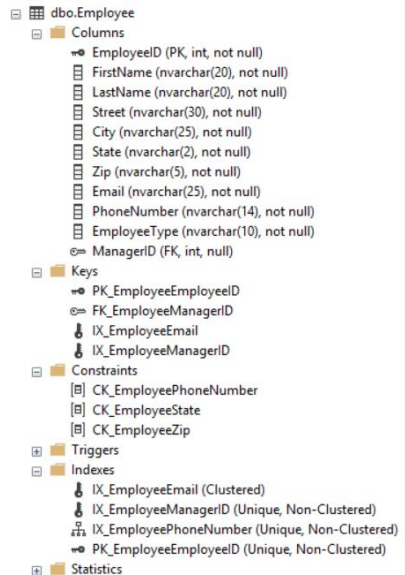 dbo.Employee
Columns
EmployeeID (PK, int, not null)
FirstName (nvarchar(20), not null)
LastName (nvarchar(20), not null)
Street (nvarchar(30), not null)
City (nvarchar(25), not null)
State (nvarchar(2), not null)
Zip (nvarchar(5), not null)
Email (nvarchar(25), not null)
PhoneNumber (nvarchar(14), not null)
EmployeeType (nvarchar(10), not null)
ManagerID (FK, int, null)
Keys
PK_EmployeeEmployeeID
FK_EmployeeManagerID
IX_EmployeeEmail
IX_EmployeeManagerID
Constraints
CK_EmployeePhoneNumber
CK_EmployeeState
CK_EmployeeZip
Triggers
Indexes
IX_EmployeeEmail (Clustered)
IX_EmployeeManagerID (Unique, Non-Clustered)
IX_EmployeePhoneNumber (Unique, Non-Clustered)
PK_EmployeeEmployeeID (Unique, Non-Clustered)
Statistics